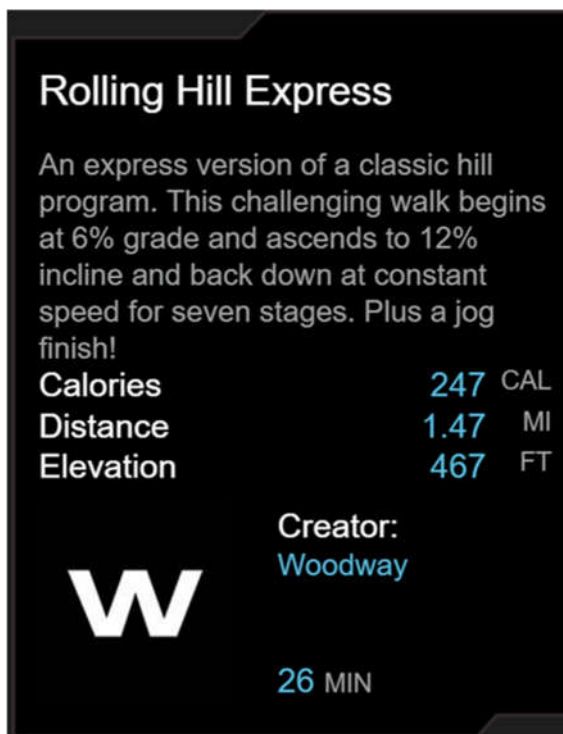 Rolling Hill Express
An express version of a classic hill
program. This challenging walk begins
at 6% grade and ascends to 12%
incline and back down at constant
speed for seven stages. Plus a jog
finish!
Calories 247 CAL
Distance 1.47 MI
Elevation 467 FT
Creator:
Woodway
W
26 MIN